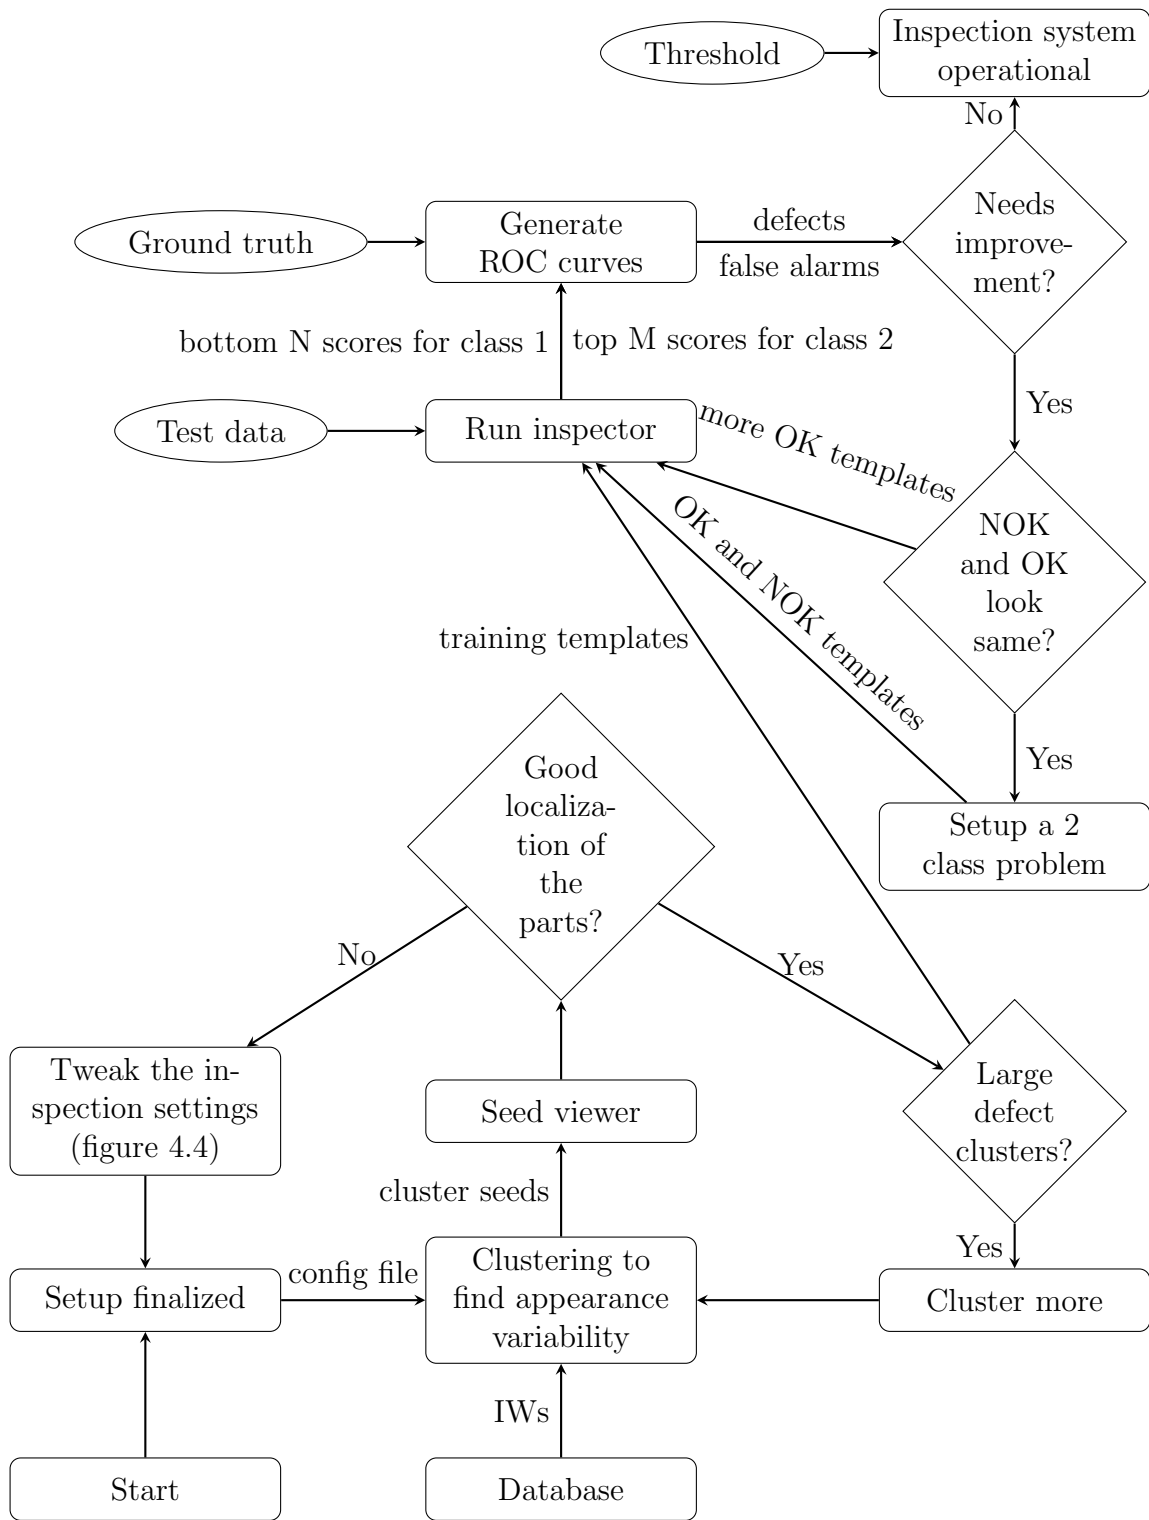 Threshold
Inspection system
operational
No
Needs
improve-
ment?
Ground truth
Generate
ROC curves
defects
false alarms
bottom N scores for class 1
top M scores for class 2
Yes
Test data
Run inspector
more OK templates
NOK
and OK
look
same?
OK and NOK templates
training templates
Yes
Setup a 2
class problem
Good
localiza-
tion of
the
parts?
No
Yes
Tweak the in-
spection settings
(figure 4.4)
Seed viewer
Large
defect
clusters?
cluster seeds
Yes
Setup finalized
config file
Clustering to
find appearance
variability
Cluster more
IWs
Start
Database